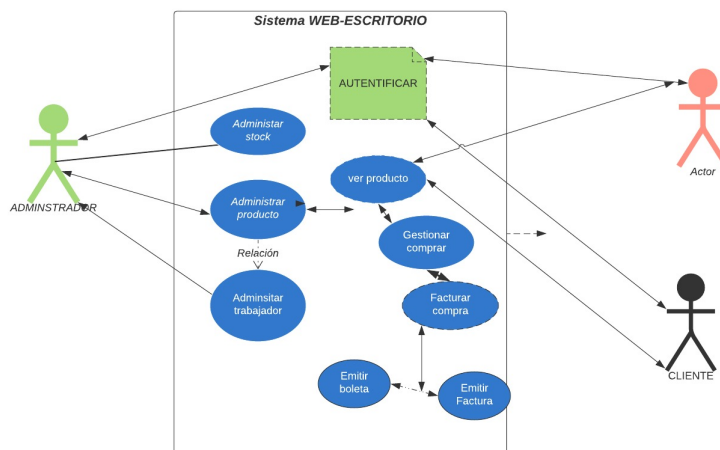 Sistema WEB-ESCRITORIO
AUTENTIFICAR
Administar
stock
ADMINSTRADOR
Actor
ver producto
Administrar
producto
Gestionar
comprar
Relación
Adminsitar
trabajador
Facturar
compra
CLIENTE
Emitir
boleta
Emitir
Factura